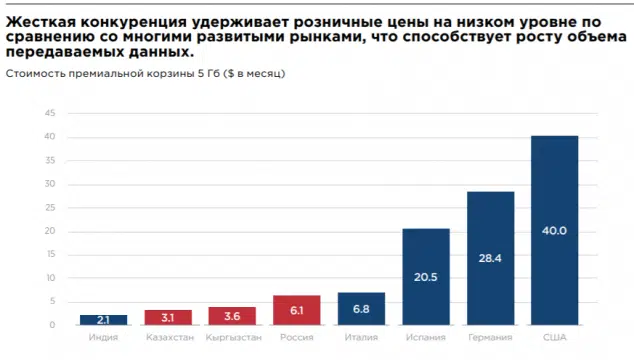 Жесткая конкуренция удерживает розничные цены на низком уровне по
сравнению со многими развитыми рынками, что способствует росту объема
передаваемых данных.
Стоимость премиальной корзины 5 Гб ($ в месяц)
45
40
35
30
25
20
15
10
5
0
2.1
3.1
3.6
6.1
6.8
20.5
28.4
40.0
Индия
Казахстан
Кыргызстан
Россия
Италия
Испания
Германия
США